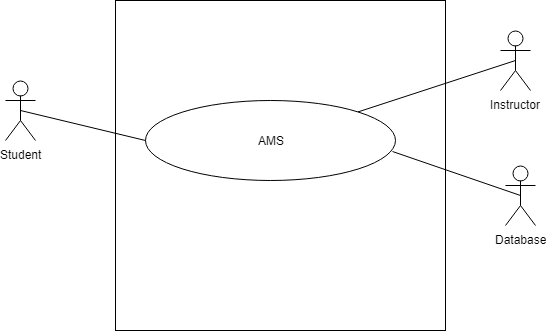 Instructor
AMS
Student
Database